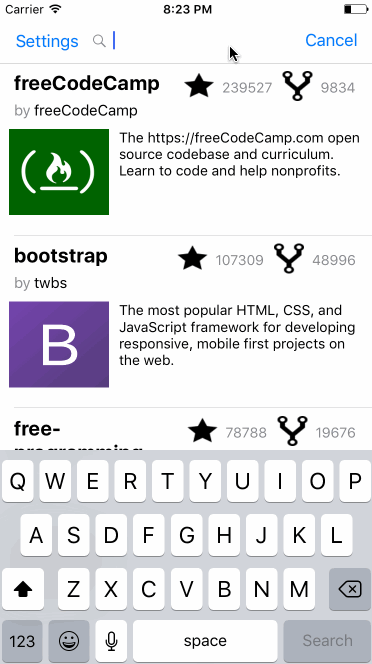 Carrier 8:23 PM
Settings Cancel
freeCodeCamp 239527 9834
by freeCodeCamp
The https://freeCodeCamp.com open
source codebase and curriculum.
Learn to code and help nonprofits.
bootstrap 107309 48996
by twbs
B
The most popular HTML, CSS, and
JavaScript framework for developing
responsive, mobile first projects on
the web.
free- 78788 19676
programming
Q W E R T Y U I O P
A S D F G H J K L
Z X C V B N M
123 space Search